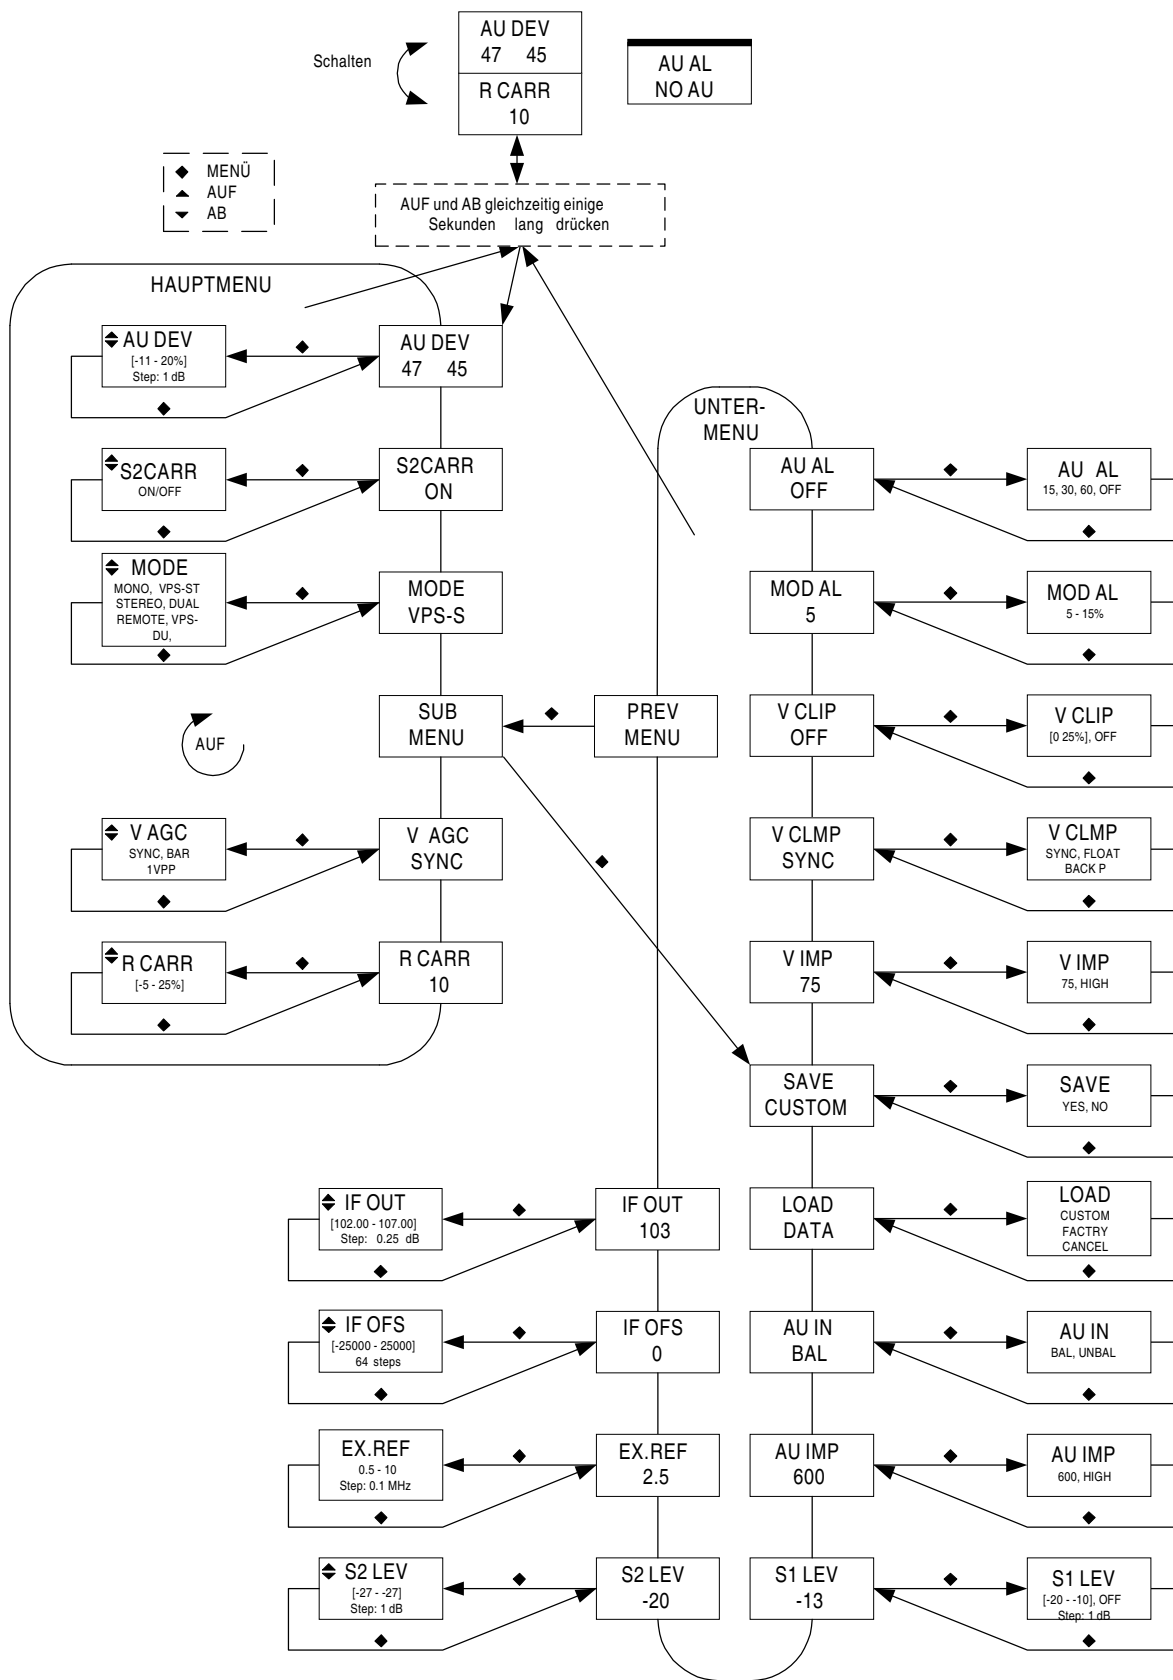 AU DEV
47 45
R CARR
10
Schalten
AU AL
NO AU
MENÜ
AUF
AB
AUF und AB gleichzeitig einige
Sekunden lang drücken
HAUPTMENU
AU DEV
[-11 - 20%]
Step: 1 dB
AU DEV
47 45
S2CARR
ON/OFF
S2CARR
ON
MODE
MONO, VPS-ST
STEREO, DUAL
REMOTE, VPS-
DU,
MODE
VPS-S
AUF
SUB
MENU
PREV
MENU
V AGC
SYNC, BAR
1VPP
V AGC
SYNC
R CARR
[-5 - 25%]
R CARR
10
UNTER-
MENU
AU AL
OFF
AU AL
15, 30, 60, OFF
MOD AL
5
MOD AL
5 - 15%
V CLIP
OFF
V CLIP
[0 25%], OFF
V CLMP
SYNC
V CLMP
SYNC, FLOAT
BACK P
V IMP
75
V IMP
75, HIGH
SAVE
CUSTOM
SAVE
YES, NO
IF OUT
[102.00 - 107.00]
Step: 0.25 dB
IF OUT
103
LOAD
DATA
LOAD
CUSTOM
FACTRY
CANCEL
IF OFS
[-25000 - 25000]
64 steps
IF OFS
0
AU IN
BAL
AU IN
BAL, UNBAL
EX.REF
0.5 - 10
Step: 0.1 MHz
EX.REF
2.5
AU IMP
600
AU IMP
600, HIGH
S2 LEV
[-27 - -27]
Step: 1 dB
S2 LEV
-20
S1 LEV
-13
S1 LEV
[-20 - -10], OFF
Step: 1 dB